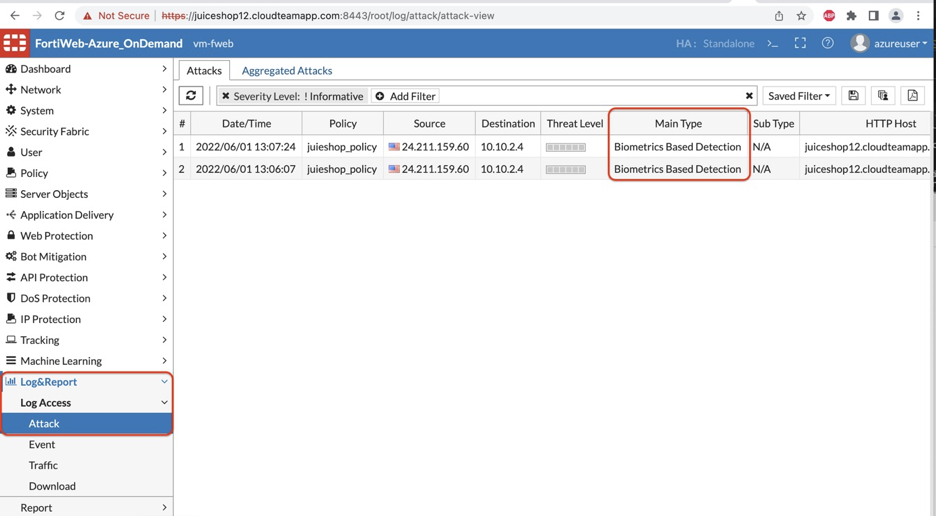 Not Secure | https://juiceshop12.cloudteamapp.com:8443/root/log/attack/attack-view
ABP
FortiWeb-Azure_OnDemand vm-fweb HA: Standalone >_ azureuser
Dashboard
Network
System
Security Fabric
User
Policy
Server Objects
Application Delivery
Web Protection
Bot Mitigation
API Protection
DoS Protection
IP Protection
Tracking
Machine Learning
Log&Report
Log Access
Attack
Event
Traffic
Download
Report
Attacks Aggregated Attacks
Severity Level: ! Informative Add Filter Saved Filter
# Date/Time Policy Source Destination Threat Level Main Type Sub Type HTTP Host
1 2022/06/01 13:07:24 juieshop_policy 24.211.159.60 10.10.2.4 Biometrics Based Detection N/A juiceshop12.cloudteamapp.
2 2022/06/01 13:06:07 juieshop_policy 24.211.159.60 10.10.2.4 Biometrics Based Detection N/A juiceshop12.cloudteamapp.